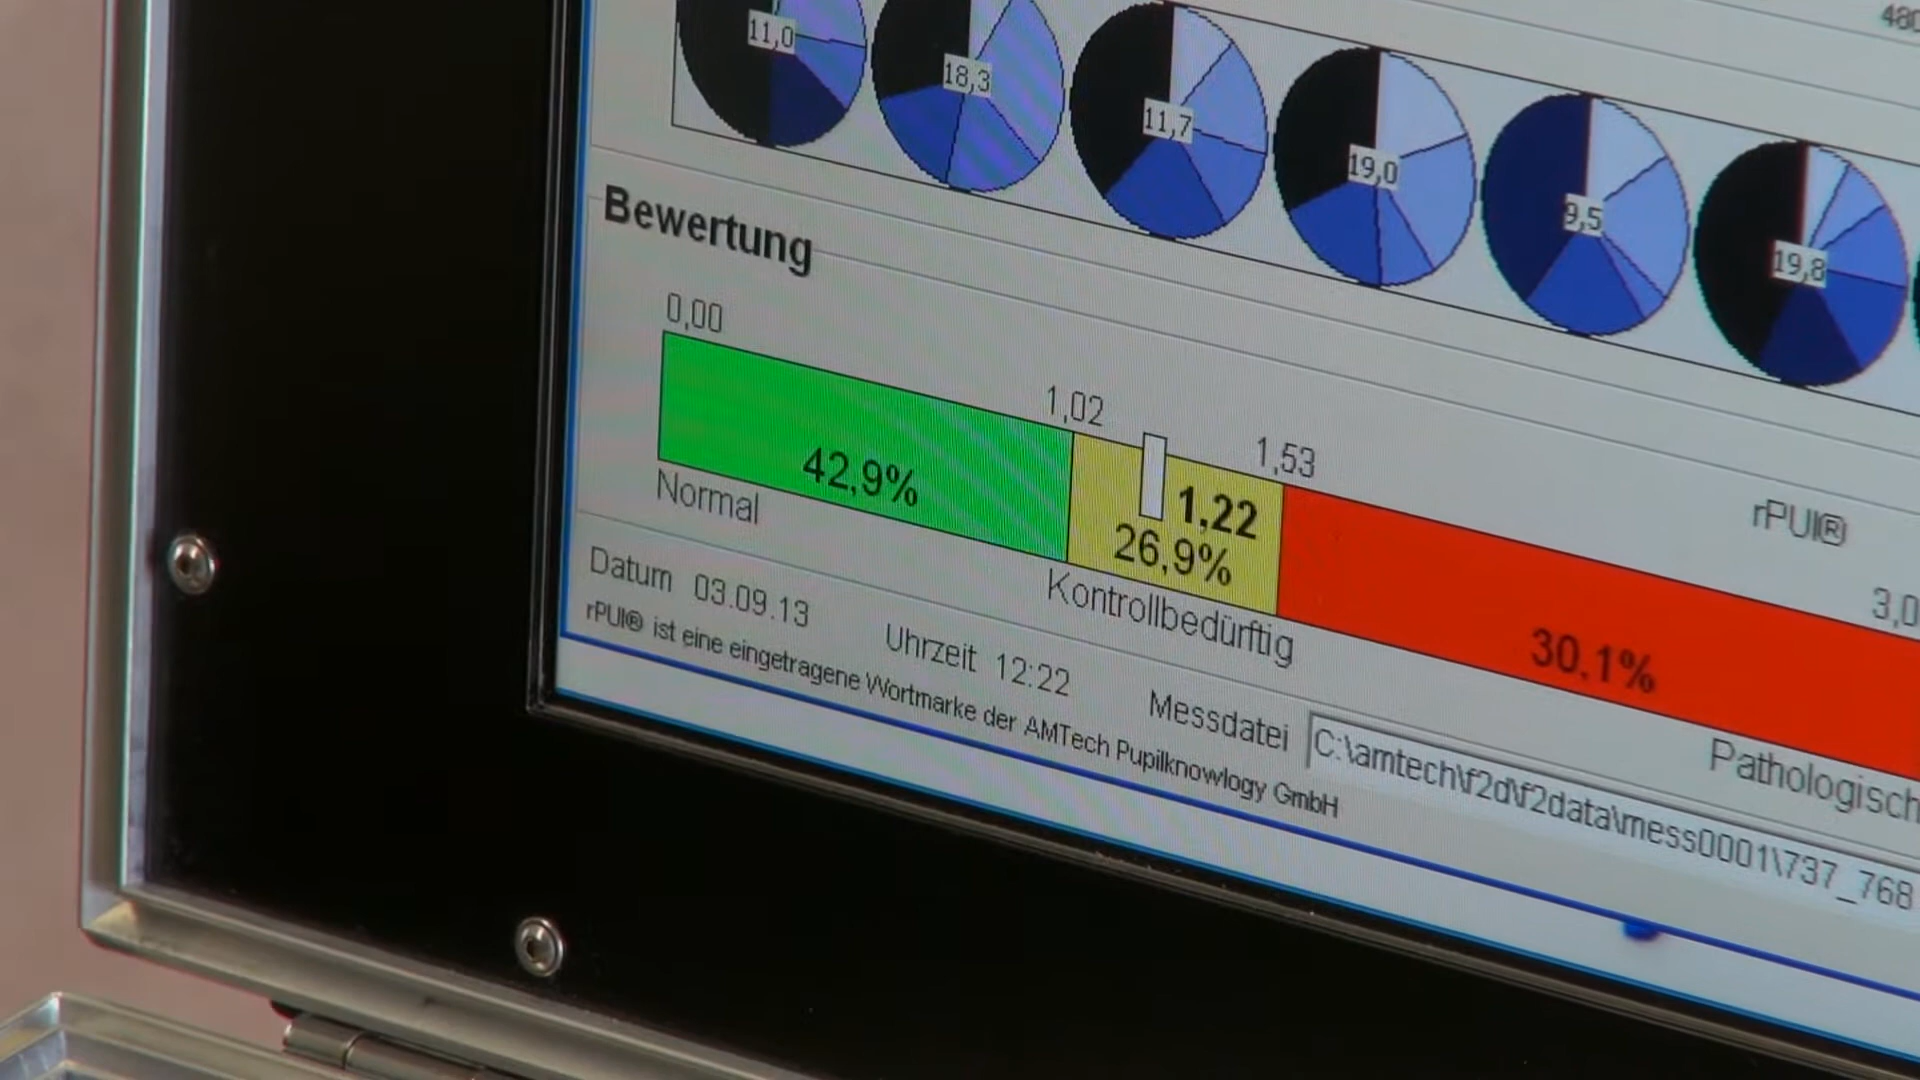 480
11,0
18,3
11,7
19,0
9,5
19,8
Bewertung
0,00
1,02
1,53
rPUI®
3,0
42,9%
1,22
26,9%
30,1%
Normal
Kontrollbedürftig
Pathologisch
Datum 03.09.13 Uhrzeit 12:22 Messdatei C:\amtech\f2d\f2data\mess0001\737_768
rPUI® ist eine eingetragene Wortmarke der AMTech Pupilknowlogy GmbH